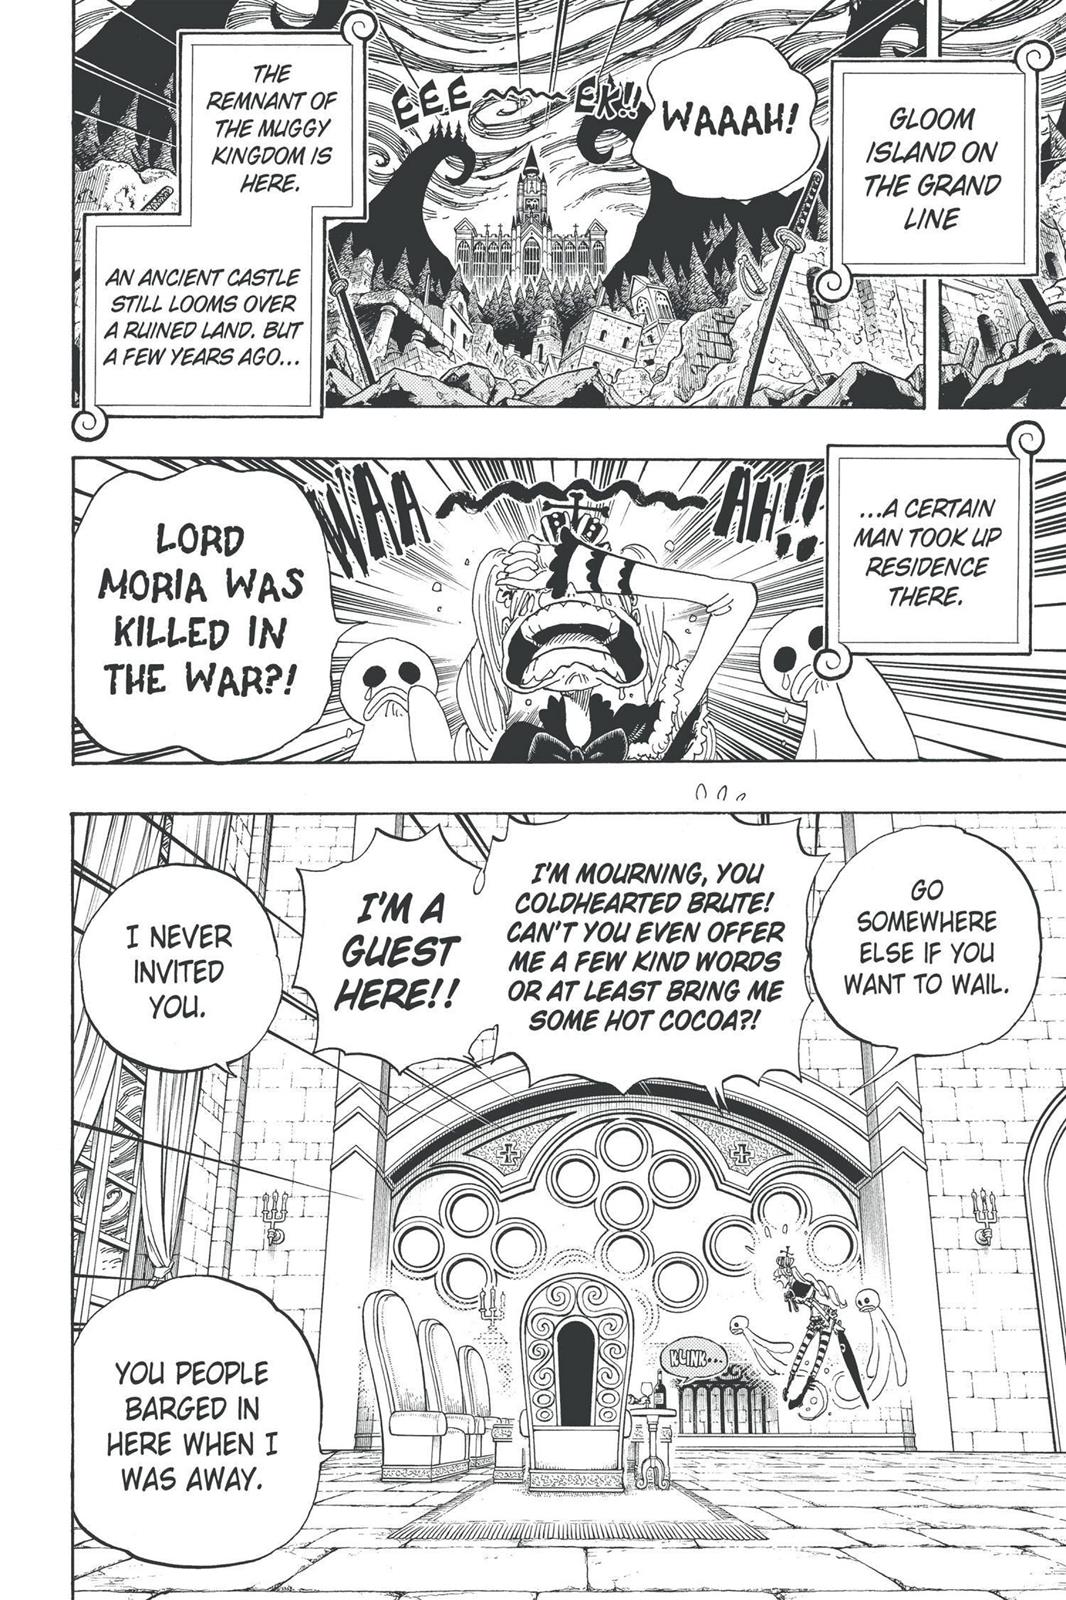 GLOOM
ISLAND ON
THE GRAND
LINE
WAAAH!
EEE
EK!!
THE
REMNANT OF
THE MUGGY
KINGDOM IS
HERE.
AN ANCIENT CASTLE
STILL LOOMS OVER
A RUINED LAND. BUT
A FEW YEARS AGO...
...A CERTAIN
MAN TOOK UP
RESIDENCE
THERE.
WAA
AH!!
LORD
MORIA WAS
KILLED IN
THE WAR?!
GO
SOMEWHERE
ELSE IF YOU
WANT TO WAIL.
I'M MOURNING, YOU
COLDHEARTED BRUTE!
CAN'T YOU EVEN OFFER
ME A FEW KIND WORDS
OR AT LEAST BRING ME
SOME HOT COCOA?!
I'M A
GUEST
HERE!!
I NEVER
INVITED
YOU.
KLINK...
YOU PEOPLE
BARGED IN
HERE WHEN I
WAS AWAY.